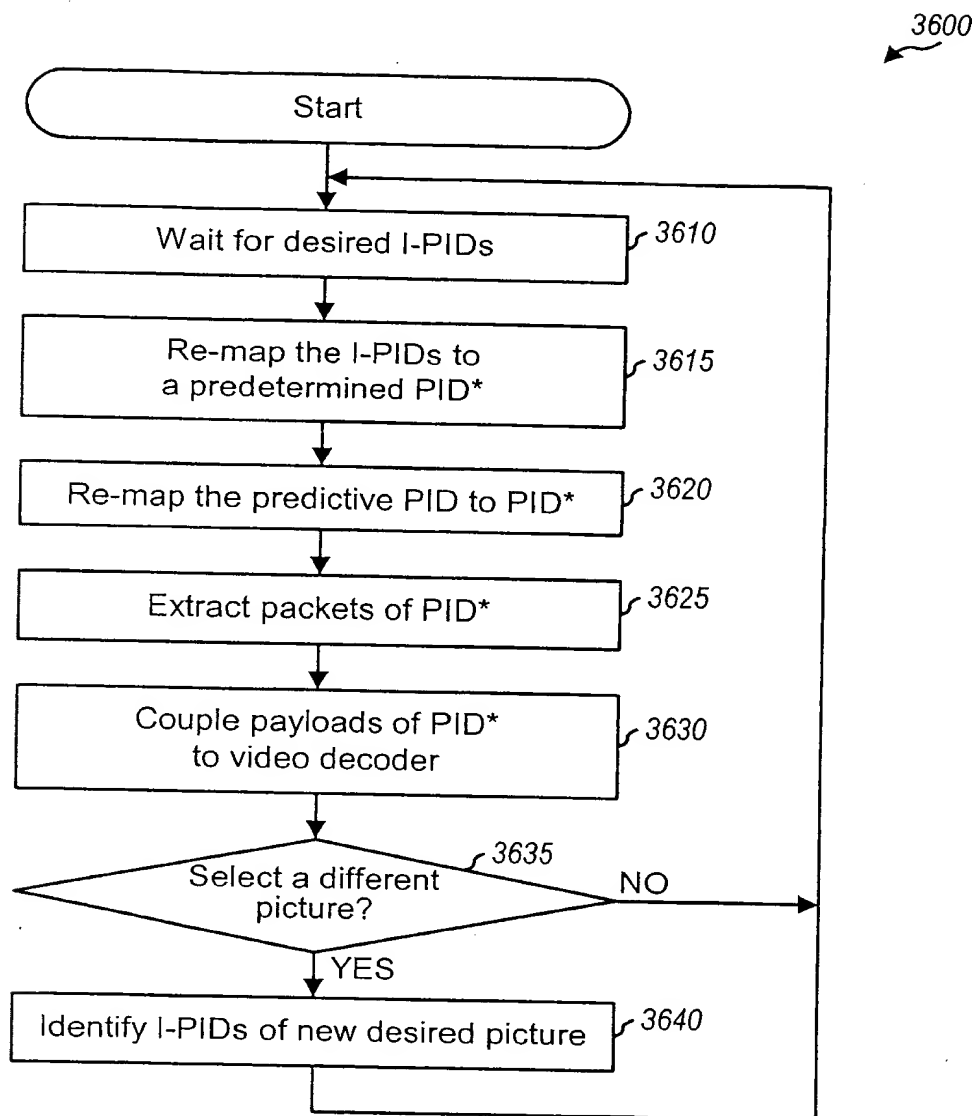 3600
Start
Wait for desired I-PIDs
3610
Re-map the I-PIDs to
a predetermined PID*
3615
Re-map the predictive PID to PID*
3620
Extract packets of PID*
3625
Couple payloads of PID*
to video decoder
3630
3635
Select a different
picture?
NO
YES
Identify I-PIDs of new desired picture
3640